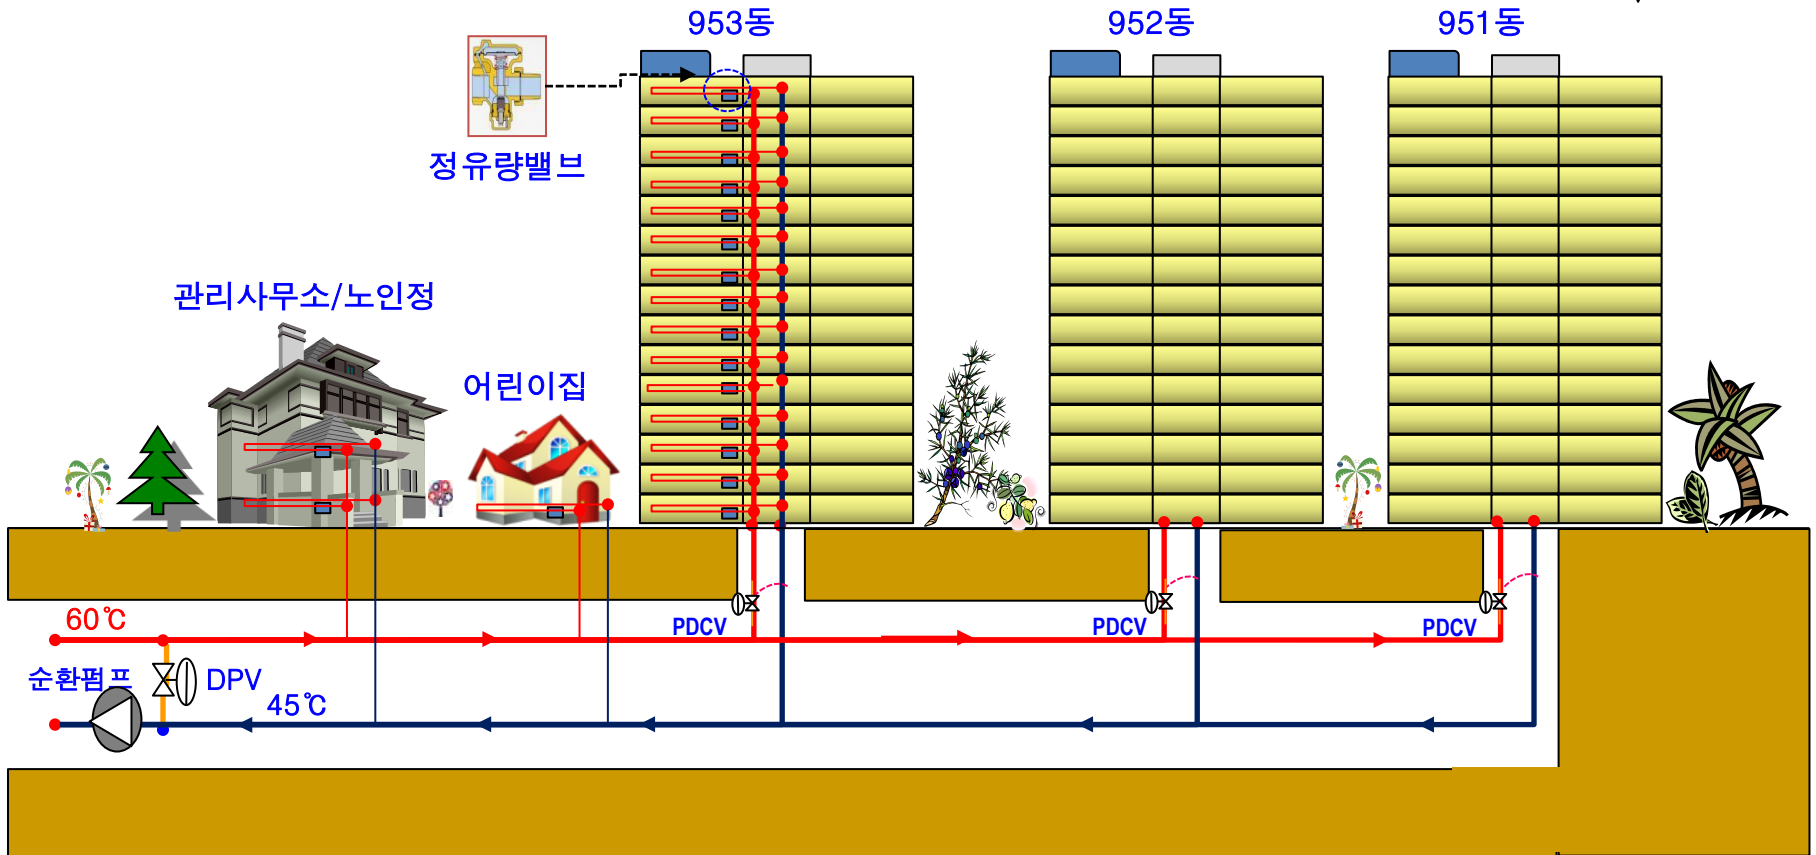 953동
952동
951동
정유량밸브
관리사무소/노인정
어린이집
60℃
PDCV
PDCV
PDCV
순환펌프
DPV
45℃